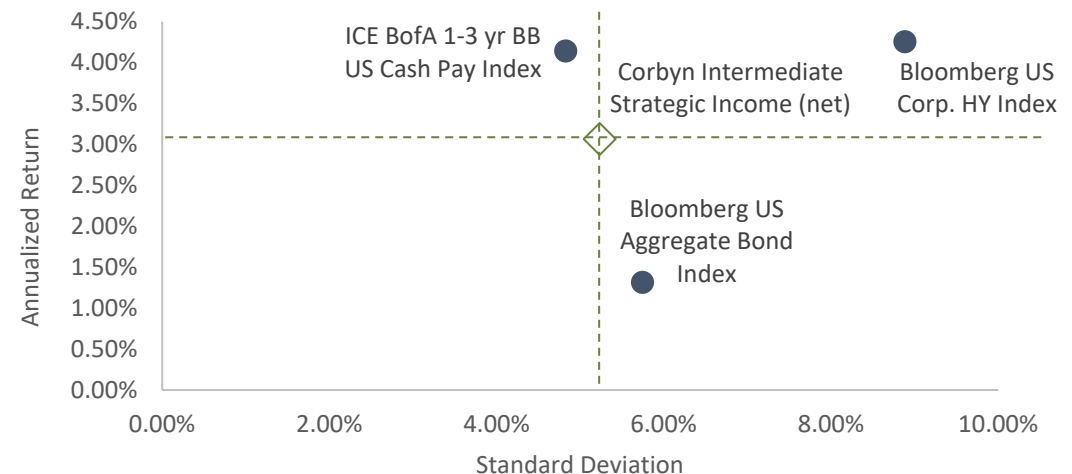 4.50%
4.00%
3.50%
3.00%
2.50%
2.00%
1.50%
1.00%
0.50%
0.00%
Annualized Return
ICE BofA 1-3 yr BB
US Cash Pay Index
Corbyn Intermediate
Strategic Income (net)
Bloomberg US
Corp. HY Index
Bloomberg US
Aggregate Bond
Index
0.00%
2.00%
4.00%
6.00%
8.00%
10.00%
Standard Deviation